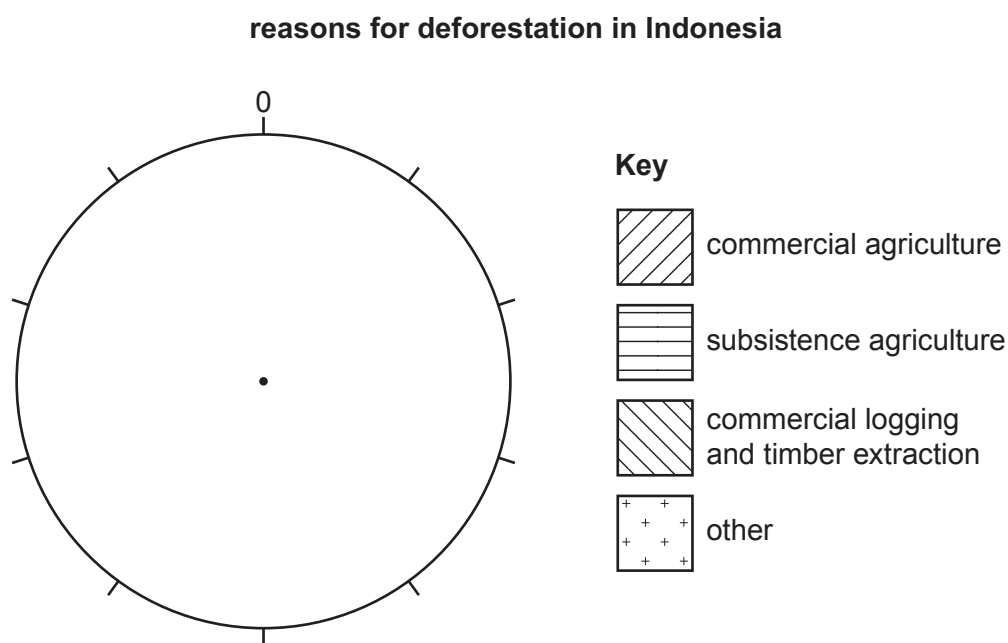 reasons for deforestation in Indonesia
0
Key
commercial agriculture
subsistence agriculture
commercial logging
and timber extraction
other